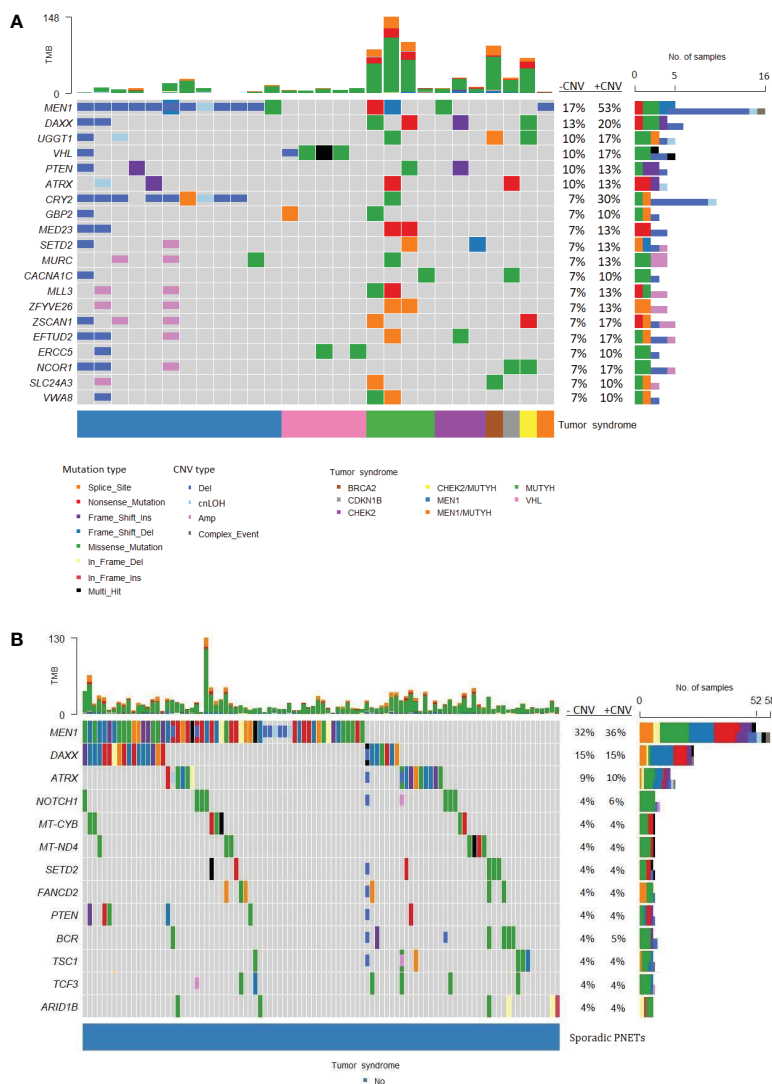 A
148
TMB
0
-CNV +CNV
No. of samples
0 5 16
MEN1 17% 53%
DAXX 13% 20%
UGGT1 10% 17%
VHL 10% 17%
PTEN 10% 13%
ATRX 10% 13%
CRY2 7% 30%
GBP2 7% 10%
MED23 7% 13%
SETD2 7% 13%
MURC 7% 13%
CACNA1C 7% 10%
MLL3 7% 13%
ZFYVE26 7% 13%
ZSCAN1 7% 17%
EFTUD2 7% 17%
ERCC5 7% 10%
NCOR1 7% 17%
SLC24A3 7% 10%
VWA8 7% 10%
Tumor syndrome
Mutation type
Splice_Site
Nonsense_Mutation
Frame_Shift_Ins
Frame_Shift_Del
Missense_Mutation
In_Frame_Del
In_Frame_Ins
Multi_Hit
CNV type
Del
cnLOH
Amp
Complex_Event
Tumor syndrome
BRCA2 CHEK2/MUTYH MUTYH
CDKN1B MEN1 VHL
CHEK2 MEN1/MUTYH
B
130
TMB
0
- CNV +CNV
No. of samples
0 52 5
MEN1 32% 36%
DAXX 15% 15%
ATRX 9% 10%
NOTCH1 4% 6%
MT-CYB 4% 4%
MT-ND4 4% 4%
SETD2 4% 4%
FANCD2 4% 4%
PTEN 4% 4%
BCR 4% 5%
TSC1 4% 4%
TCF3 4% 4%
ARID1B 4% 4%
Sporadic PNETs
Tumor syndrome
No